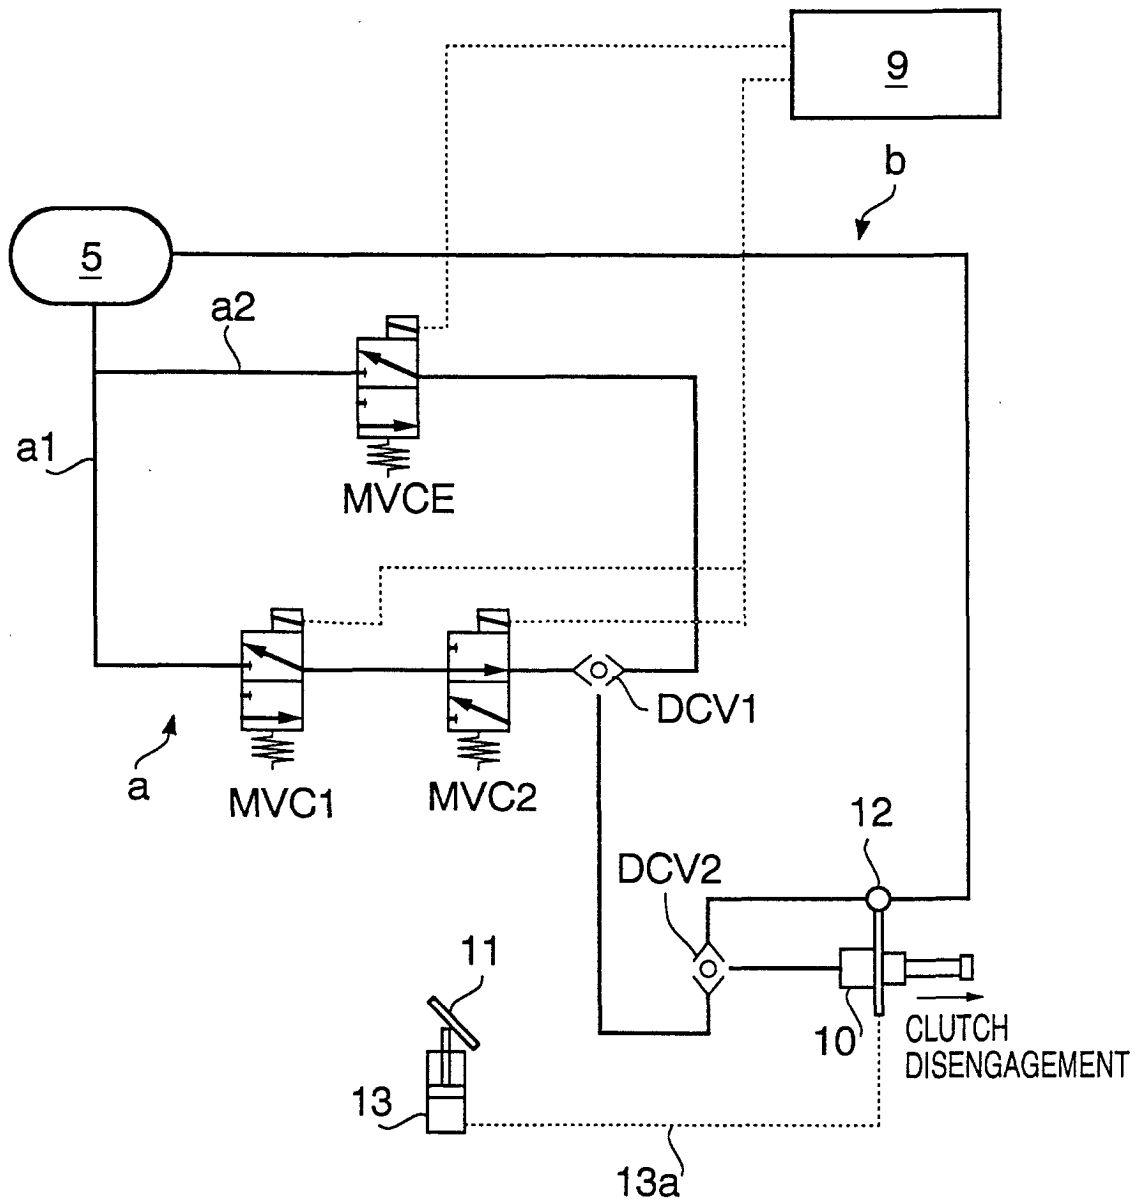 9
b
5
a2
a1
MVCE
DCV1
a
MVC1
MVC2
12
DCV2
11
10
CLUTCH
DISENGAGEMENT
13
13a